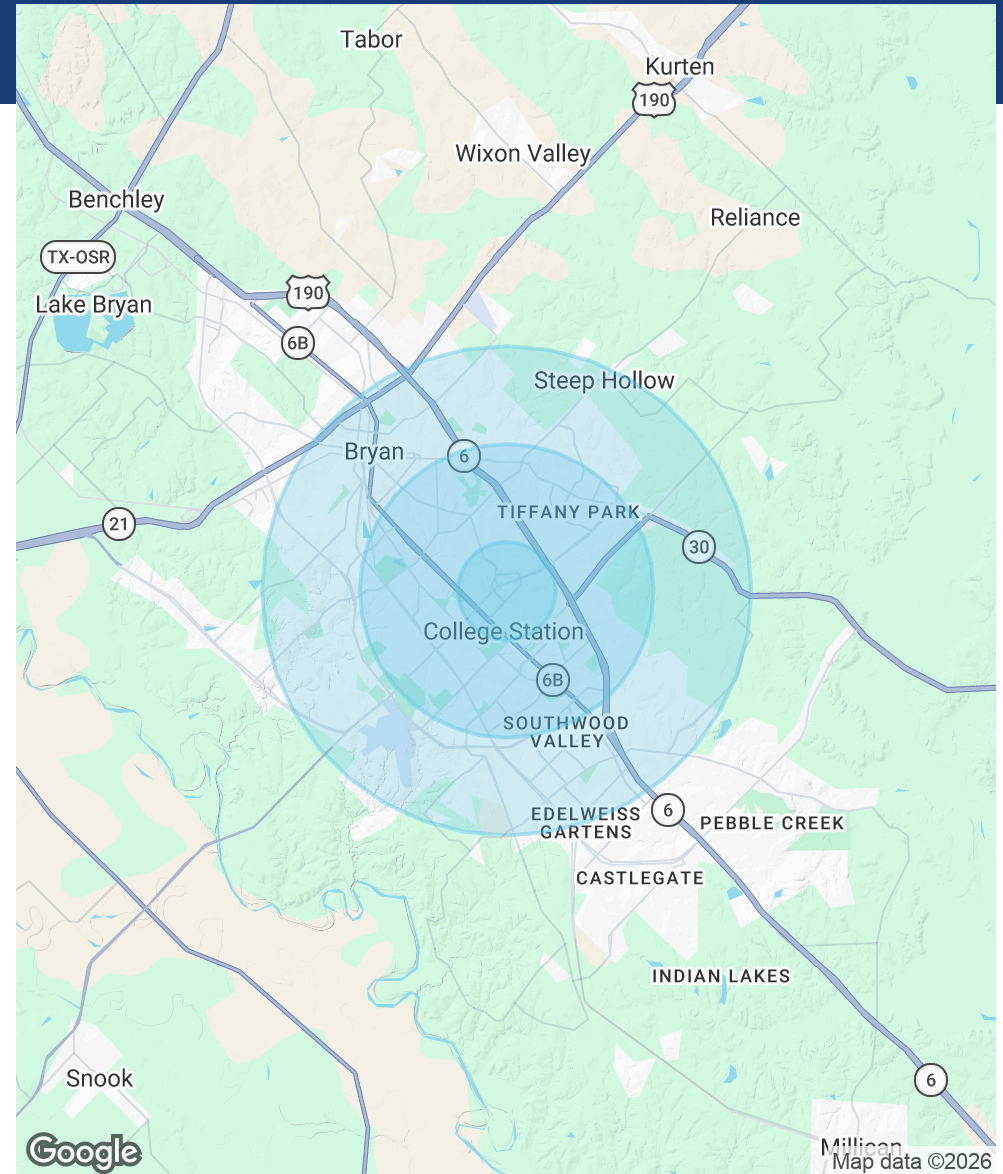 Tabor
Kurten
190
Wixon Valley
Benchley
Reliance
TX-OSR
190
Lake Bryan
6B
Steep Hollow
Bryan
6
TIFFANY PARK
21
30
College Station
6B
SOUTHWOOD
VALLEY
6
EDELWEISS
GARTENS
PEBBLE CREEK
CASTLEGATE
INDIAN LAKES
Snook
6
Millican
Google
Map data ©2026